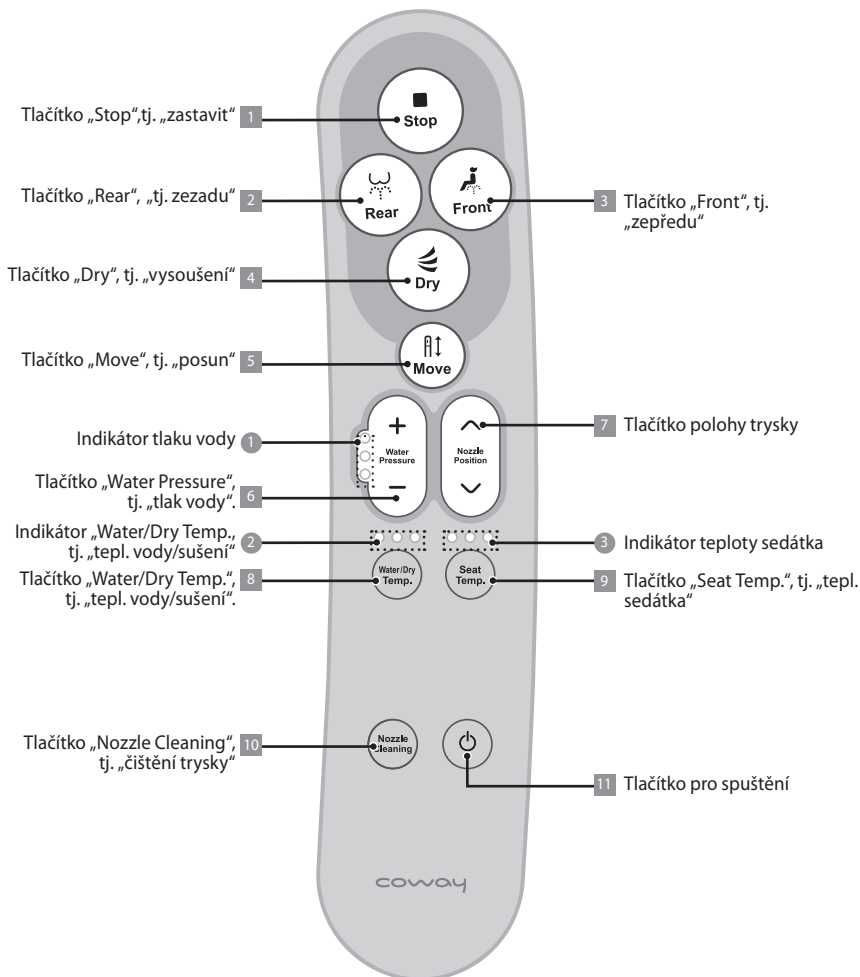 Stop
Tlačítko „Stop“,tj. „zastavit“ 1
Tlačítko „Rear“, „tj. zezadu“ 2
Rear
Front
3 Tlačítko „Front“, tj.
„zepředu“
Tlačítko „Dry“, tj. „vysoušení“ 4
Dry
Tlačítko „Move“, tj. „posun“ 5
Move
7 Tlačítko polohy trysky
Indikátor tlaku vody 1
+
Water
Pressure
−
Nozzle
Position
Tlačítko „Water Pressure“,
tj. „tlak vody“. 6
Indikátor „Water/Dry Temp.,
tj. „tepl. vody/sušení“ 2
3 Indikátor teploty sedátka
Tlačítko „Water/Dry Temp.“,
tj. „tepl. vody/sušení“. 8
Water/Dry
Temp.
Seat
Temp.
9 Tlačítko „Seat Temp.“, tj. „tepl.
sedátka“
Tlačítko „Nozzle Cleaning“,
tj. „čištění trysky“ 10
Nozzle
Cleaning
11 Tlačítko pro spuštění
coway